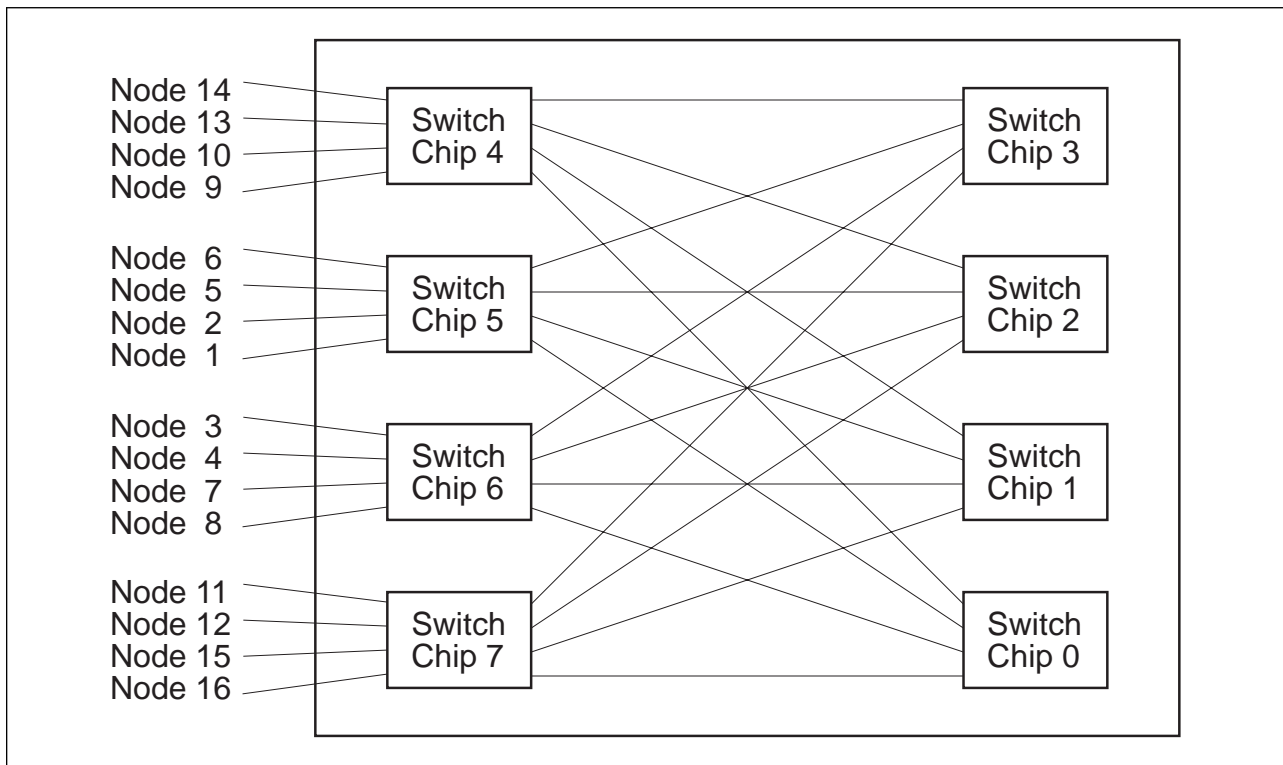 Node 14
Node 13
Node 10
Node 9
Switch
Chip 4
Switch
Chip 3
Node 6
Node 5
Node 2
Node 1
Switch
Chip 5
Switch
Chip 2
Node 3
Node 4
Node 7
Node 8
Switch
Chip 6
Switch
Chip 1
Node 11
Node 12
Node 15
Node 16
Switch
Chip 7
Switch
Chip 0